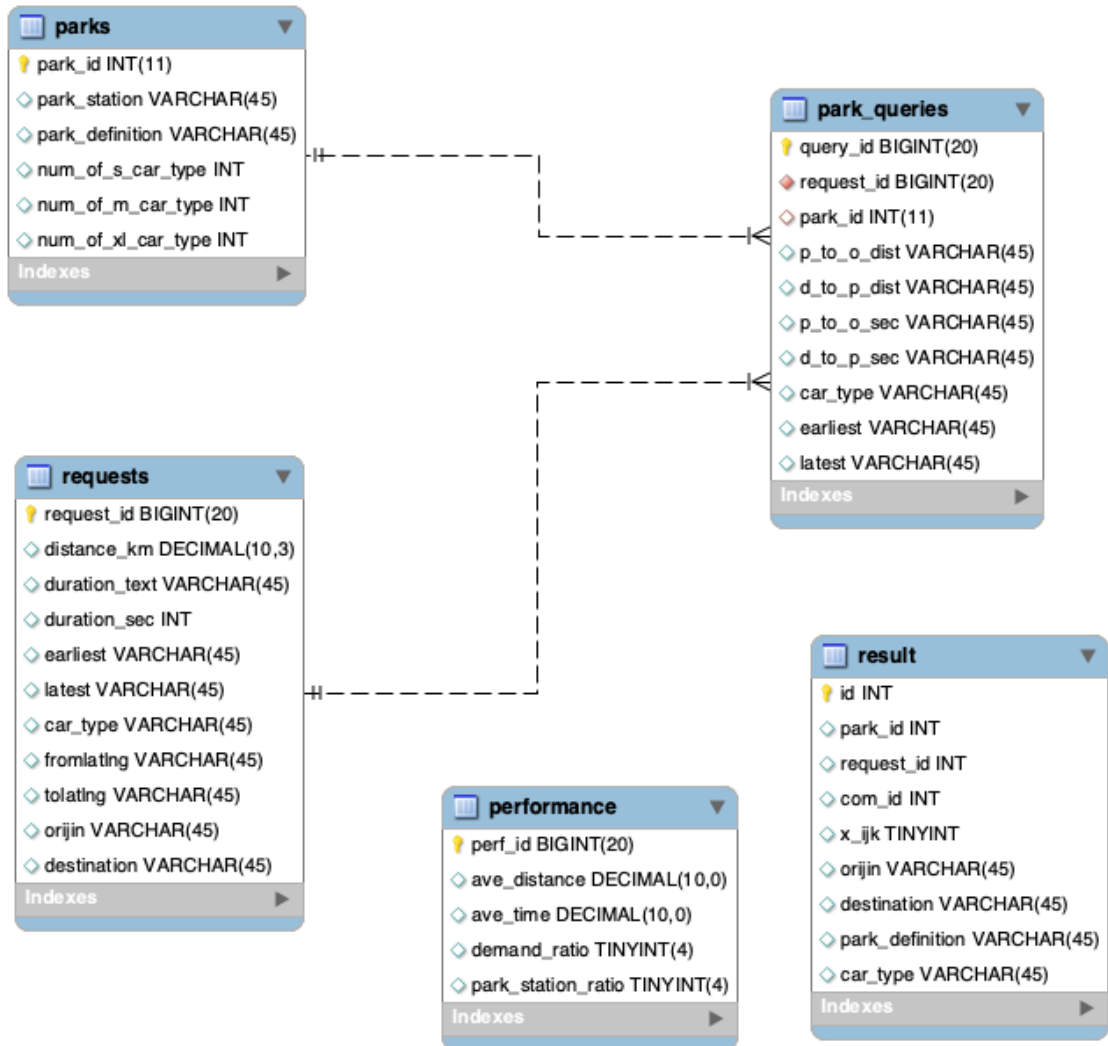 parks
park_id INT(11)
park_station VARCHAR(45)
park_definition VARCHAR(45)
num_of_s_car_type INT
num_of_m_car_type INT
num_of_xl_car_type INT
Indexes
park_queries
query_id BIGINT(20)
request_id BIGINT(20)
park_id INT(11)
p_to_o_dist VARCHAR(45)
d_to_p_dist VARCHAR(45)
p_to_o_sec VARCHAR(45)
d_to_p_sec VARCHAR(45)
car_type VARCHAR(45)
earliest VARCHAR(45)
latest VARCHAR(45)
Indexes
requests
request_id BIGINT(20)
distance_km DECIMAL(10,3)
duration_text VARCHAR(45)
duration_sec INT
earliest VARCHAR(45)
latest VARCHAR(45)
car_type VARCHAR(45)
fromlatlng VARCHAR(45)
tolatlng VARCHAR(45)
orijin VARCHAR(45)
destination VARCHAR(45)
Indexes
performance
perf_id BIGINT(20)
ave_distance DECIMAL(10,0)
ave_time DECIMAL(10,0)
demand_ratio TINYINT(4)
park_station_ratio TINYINT(4)
Indexes
result
id INT
park_id INT
request_id INT
com_id INT
x_ijk TINYINT
orijin VARCHAR(45)
destination VARCHAR(45)
park_definition VARCHAR(45)
car_type VARCHAR(45)
Indexes